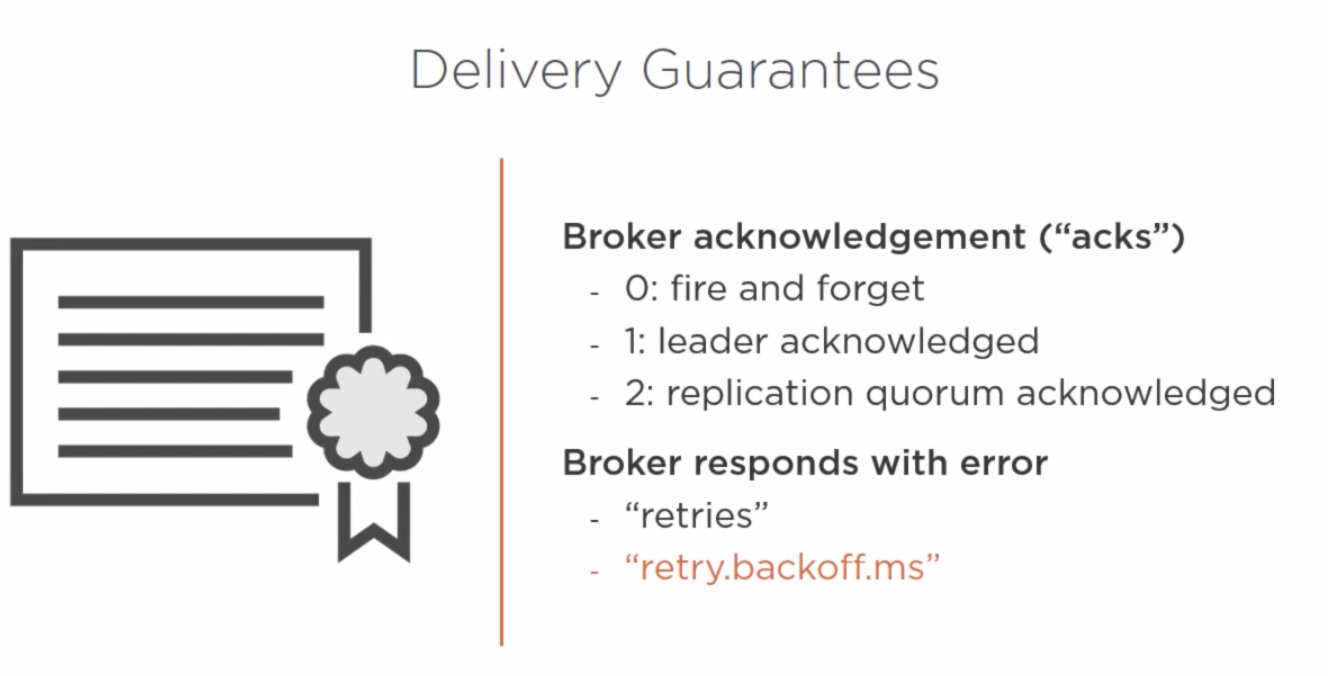 Delivery Guarantees
Broker acknowledgement (“acks”)
- 0: fire and forget
- 1: leader acknowledged
- 2: replication quorum acknowledged
Broker responds with error
- “retries”
- “retry.backoff.ms”